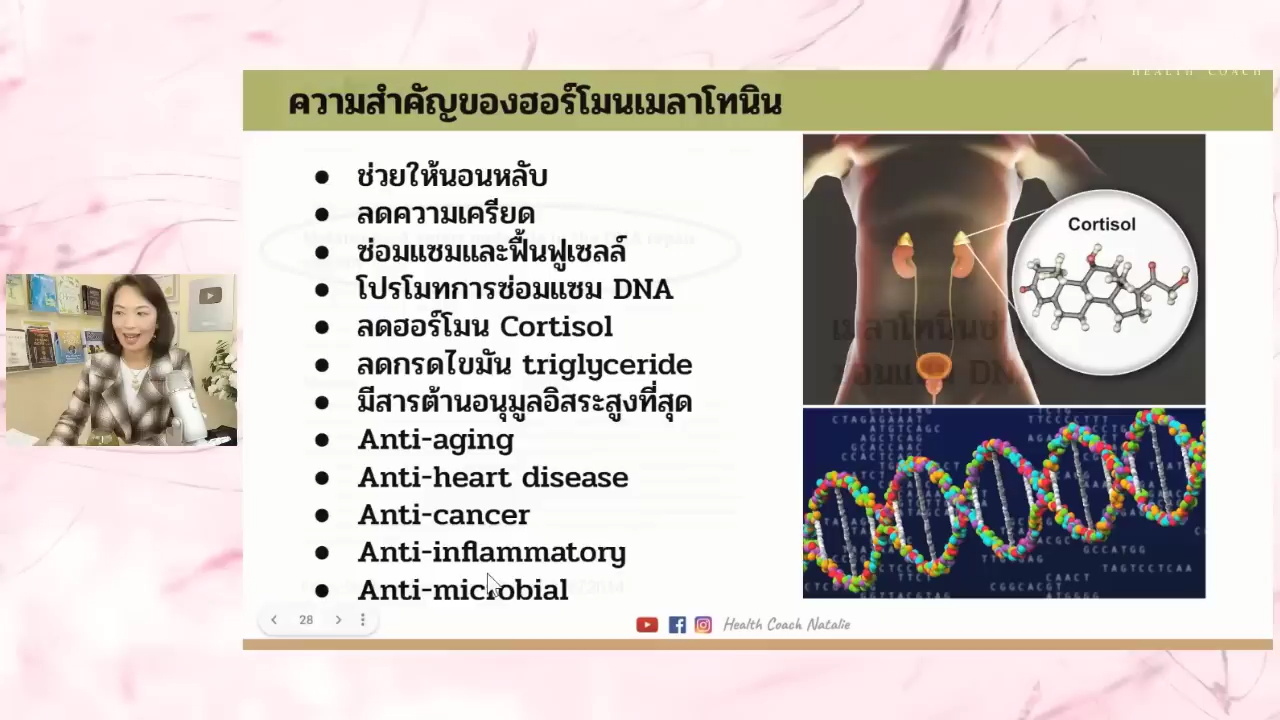 HEALTH COACH
ความสำคัญของฮอร์โมนเมลาโทนิน
● ช่วยให้นอนหลับ
● ลดความเครียด
● ซ่อมแซมและฟื้นฟูเซลล์
● โปรโมทการซ่อมแซม DNA
● ลดฮอร์โมน Cortisol
● ลดกรดไขมัน triglyceride
● มีสารต้านอนุมูลอิสระสูงที่สุด
● Anti-aging
● Anti-heart disease
● Anti-cancer
● Anti-inflammatory
● Anti-microbial
Cortisol
28
Health Coach Natalie